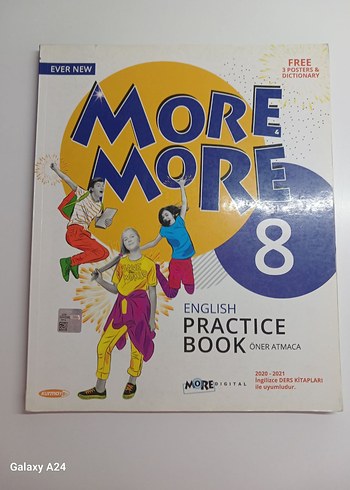 EVER NEW
FREE
3 POSTERS &
DICTIONARY
MORE
&
MORE
8
ENGLISH
PRACTICE
BOOK ÖNER ATMACA
MORE DIGITAL
2020 - 2021
İngilizce DERS KİTAPLARI
ile uyumludur.
Galaxy A24